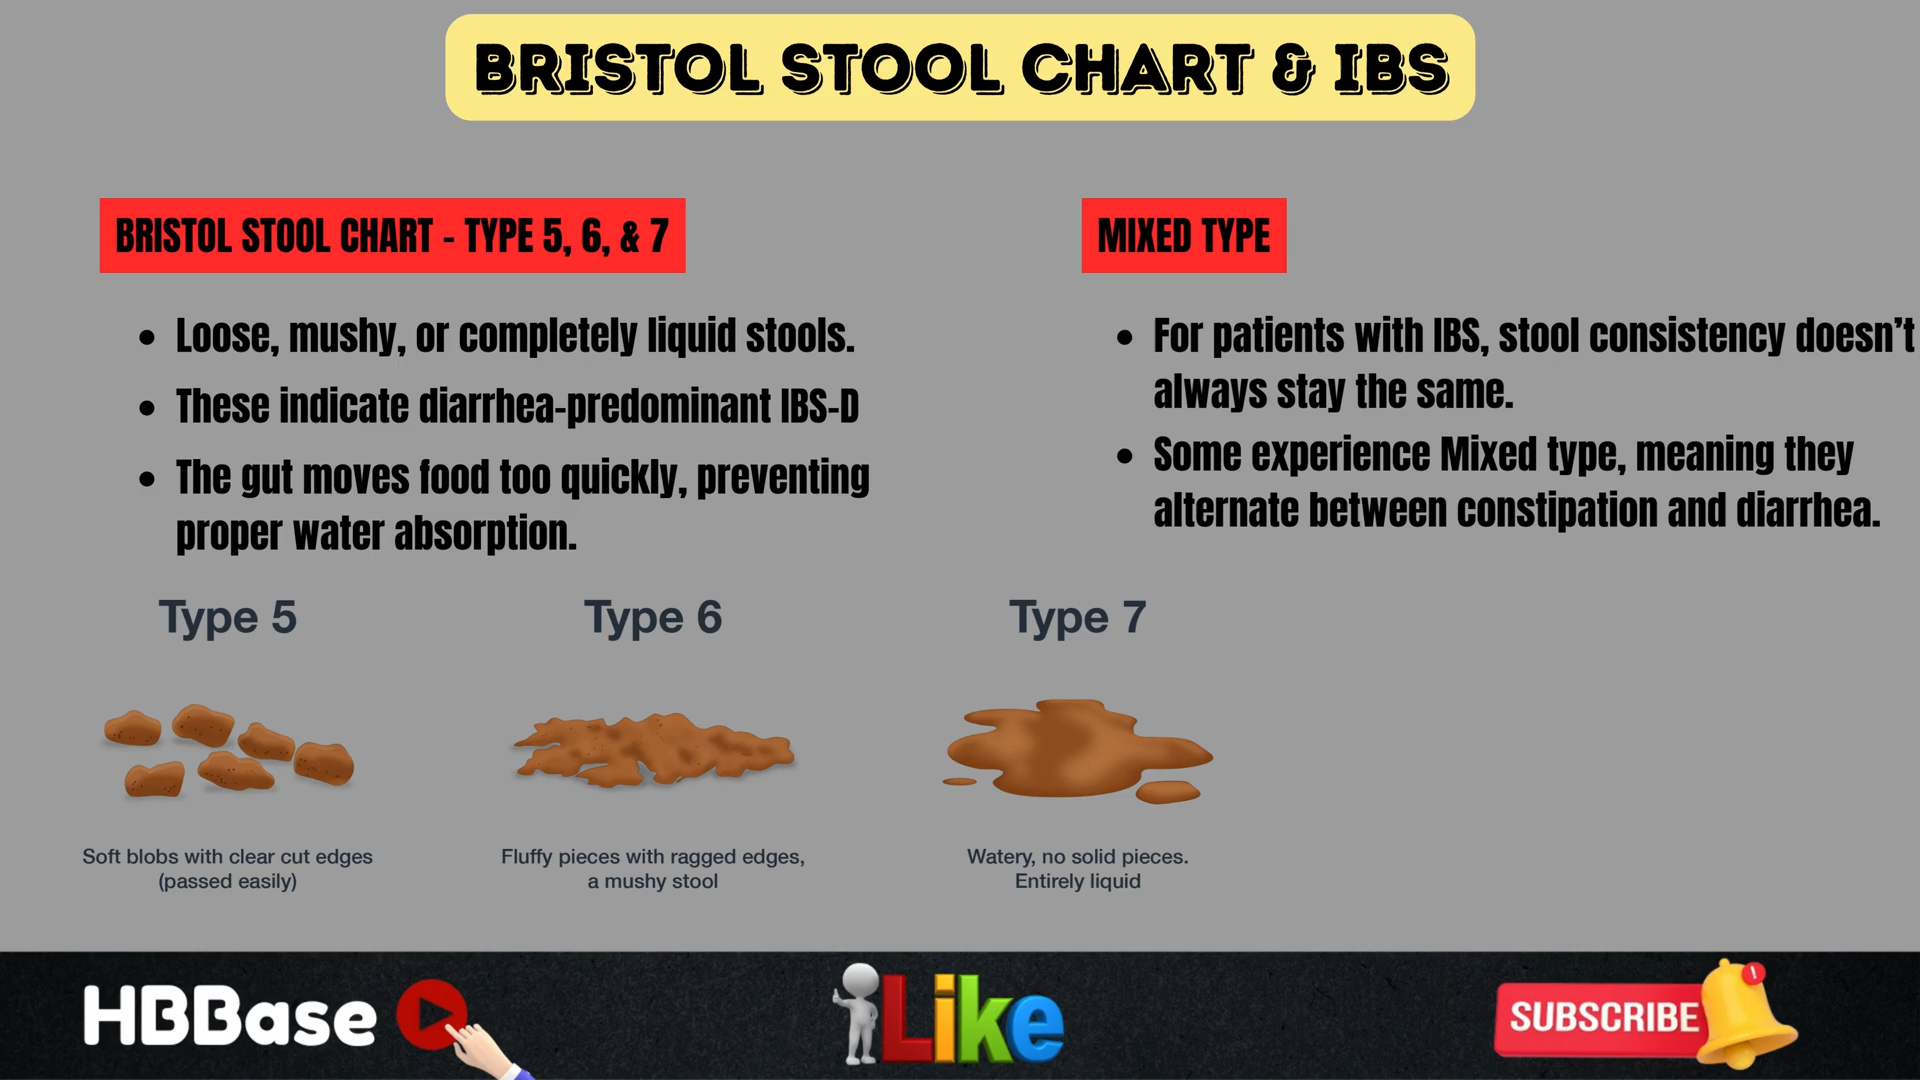 BRISTOL STOOL CHART & IBS
BRISTOL STOOL CHART - TYPE 5, 6, & 7
Loose, mushy, or completely liquid stools.
These indicate diarrhea-predominant IBS-D
The gut moves food too quickly, preventing
proper water absorption.
MIXED TYPE
For patients with IBS, stool consistency doesn't
always stay the same.
Some experience Mixed type, meaning they
alternate between constipation and diarrhea.
Type 5
Soft blobs with clear cut edges
(passed easily)
Type 6
Fluffy pieces with ragged edges,
a mushy stool
Type 7
Watery, no solid pieces.
Entirely liquid
HBBase
Like
SUBSCRIBE
!